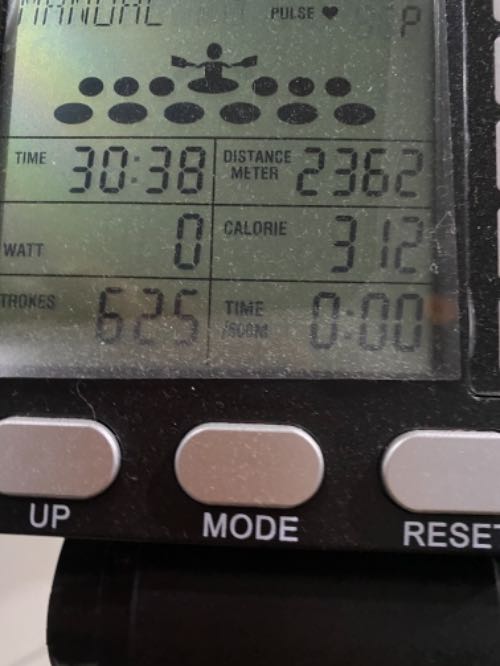 MANUAL PULSE P
TIME 30:38 DISTANCE METER 2362
WATT 0 CALORIE 312
TROKES 625 TIME /500M 0:00
UP MODE RESET